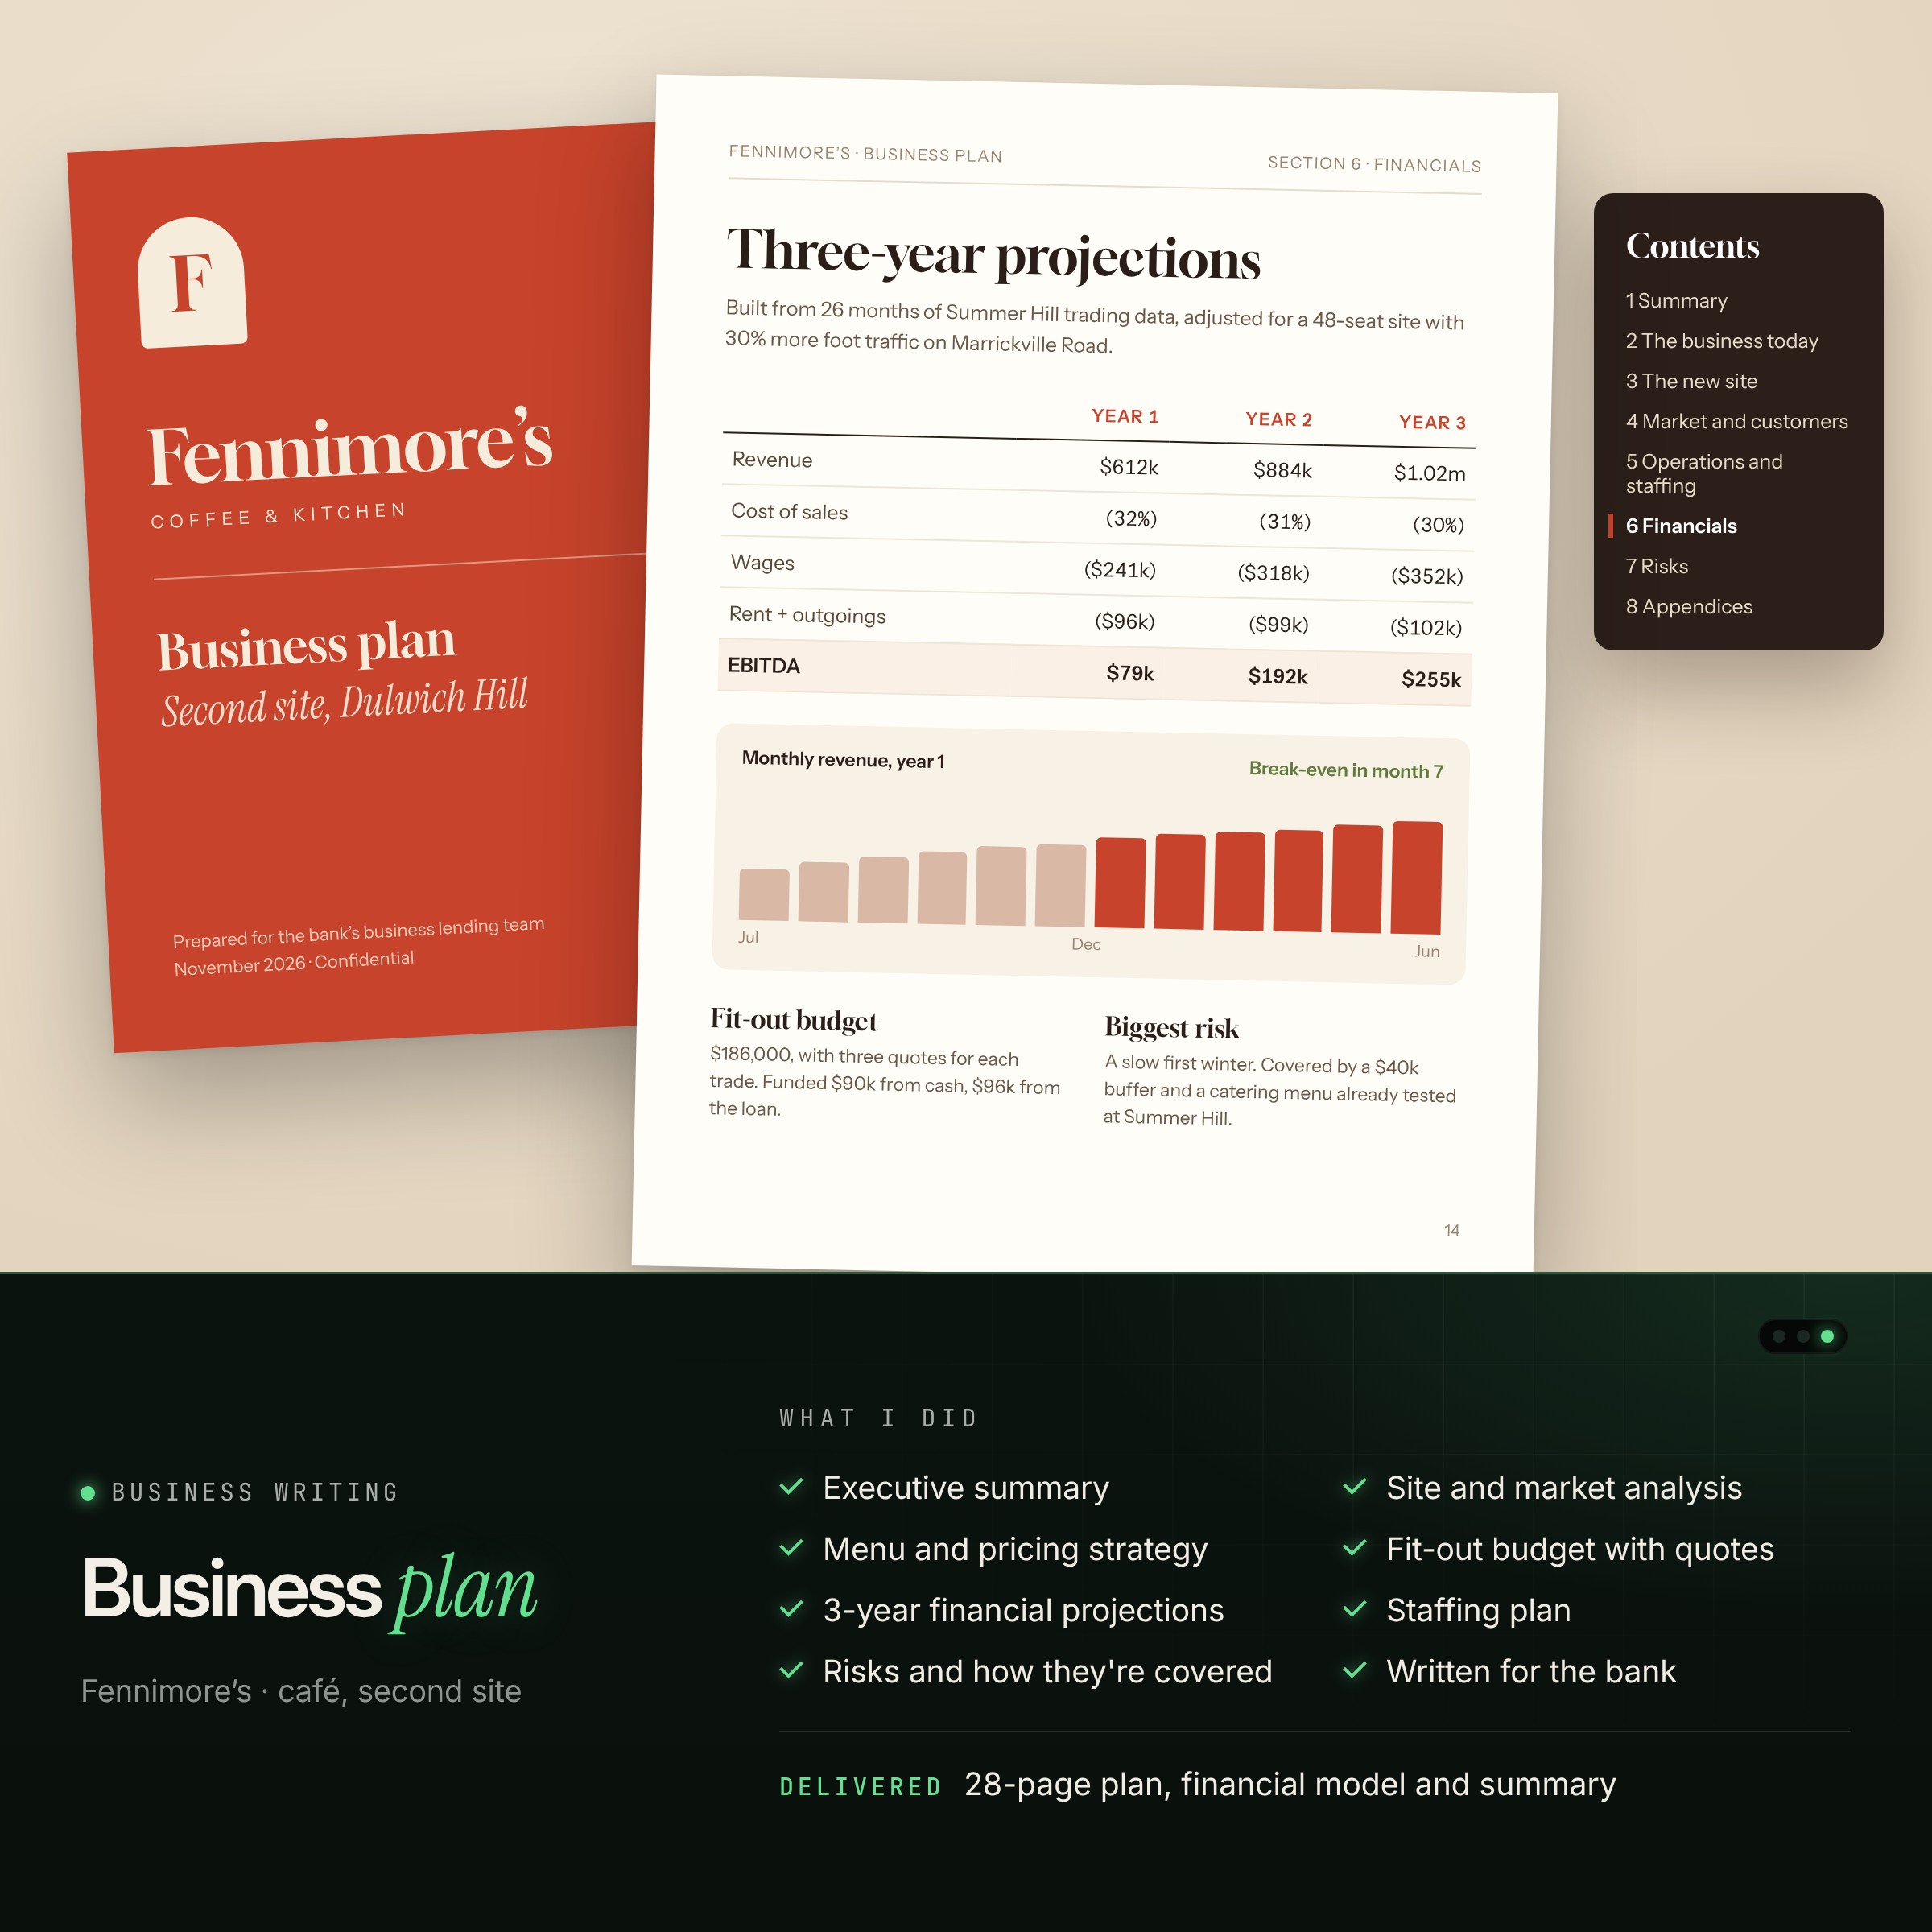 F
Fennimore’s
COFFEE & KITCHEN
Business plan
Second site, Dulwich Hill
Prepared for the bank’s business lending team
November 2026 · Confidential
FENNIMORE’S · BUSINESS PLAN
SECTION 6 · FINANCIALS
Three-year projections
Built from 26 months of Summer Hill trading data, adjusted for a 48-seat site with
30% more foot traffic on Marrickville Road.
YEAR 1 YEAR 2 YEAR 3
Revenue $612k $884k $1.02m
Cost of sales (32%) (31%) (30%)
Wages ($241k) ($318k) ($352k)
Rent + outgoings ($96k) ($99k) ($102k)
EBITDA $79k $192k $255k
Monthly revenue, year 1
Break-even in month 7
Jul Dec Jun
Fit-out budget
$186,000, with three quotes for each
trade. Funded $90k from cash, $96k from
the loan.
Biggest risk
A slow first winter. Covered by a $40k
buffer and a catering menu already tested
at Summer Hill.
14
Contents
1 Summary
2 The business today
3 The new site
4 Market and customers
5 Operations and
staffing
6 Financials
7 Risks
8 Appendices
BUSINESS WRITING
Business plan
Fennimore’s · café, second site
WHAT I DID
Executive summary
Site and market analysis
Menu and pricing strategy
Fit-out budget with quotes
3-year financial projections
Staffing plan
Risks and how they're covered
Written for the bank
DELIVERED 28-page plan, financial model and summary